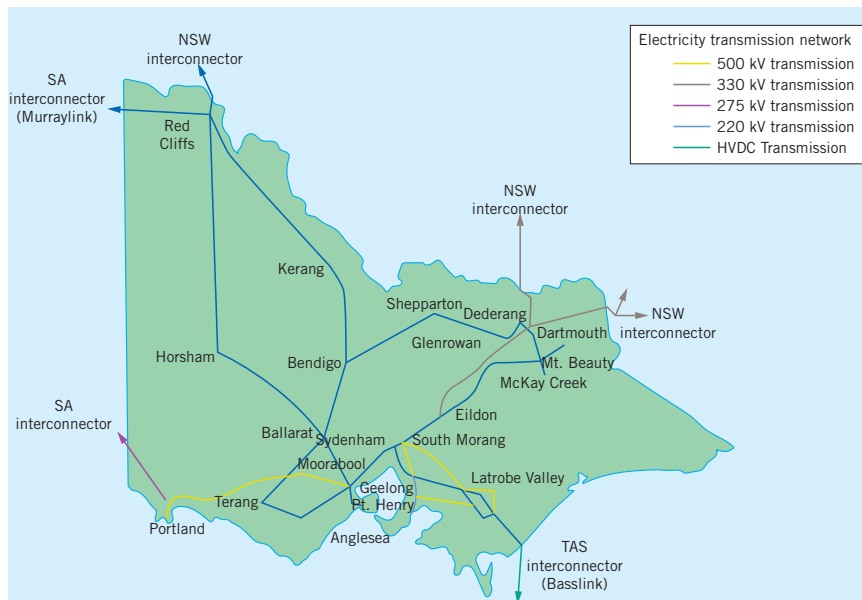 NSW
interconnector
SA
interconnector
(Murraylink)
Red
Cliffs
Electricity transmission network
500 kV transmission
330 kV transmission
275 kV transmission
220 kV transmission
HVDC Transmission
NSW
interconnector
Kerang
Shepparton
Dederang
Dartmouth
NSW
interconnector
Glenrowan
Horsham
Bendigo
Mt. Beauty
McKay Creek
SA
interconnector
Eildon
Ballarat
Sydenham
South Morang
Moorabool
Latrobe Valley
Geelong
Pt. Henry
Terang
Portland
Anglesea
TAS
interconnector
(Basslink)